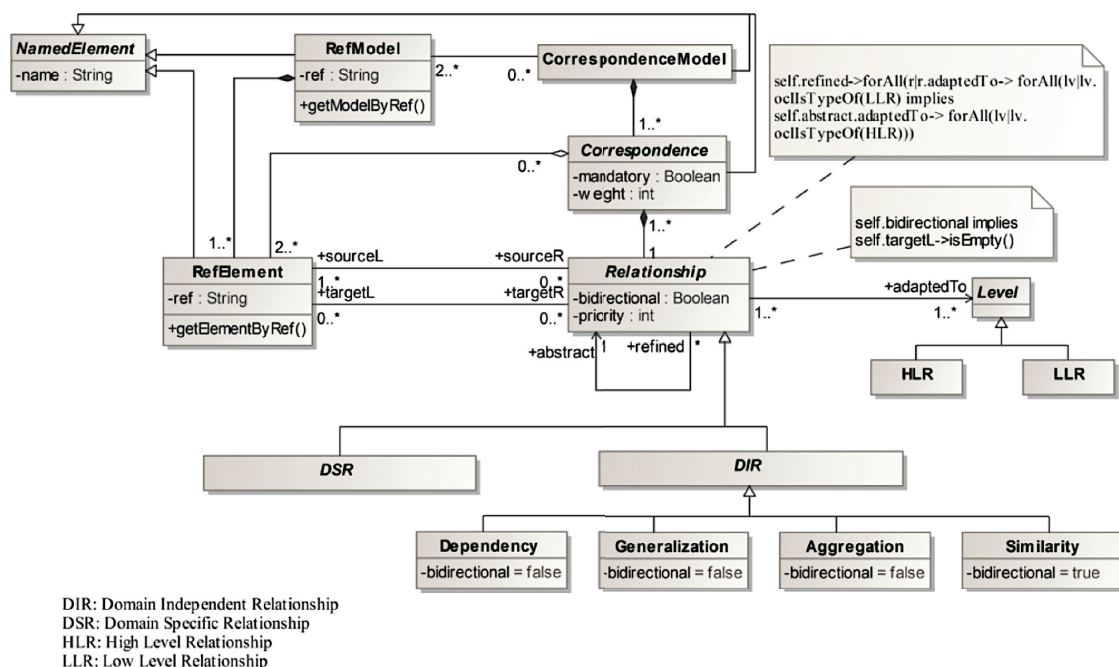 NamedElement
-name : String
RefModel
-ref : String
+getModelByRef()
2..*
0..*
CorrespondenceModel
1..*
self.refined->forAll(r|r.adaptedTo-> forAll(lv|lv.
oclIsTypeOf(LLR) implies
self.abstract.adaptedTo-> forAll(lv|lv.
oclIsTypeOf(HLR)))
Correspondence
-mandatory : Boolean
-weght : int
0..*
1..*
1
self.bidirectional implies
self.targetL->isEmpty()
1..*
2..*
RefElement
-ref : String
+getElementByRef()
+sourceL
1..*
+targetL
0..*
+sourceR
0..*
+targetR
0..*
Relationship
-bidirectional : Boolean
-pricrity : int
+abstract
1
+refined
*
1..*
+adaptedTo
1..*
Level
HLR
LLR
DSR
DIR
Dependency
-bidirectional = false
Generalization
-bidirectional = false
Aggregation
-bidirectional = false
Similarity
-bidirectional = true
DIR: Domain Independent Relationship
DSR: Domain Specific Relationship
HLR: High Level Relationship
LLR: Low Level Relationship